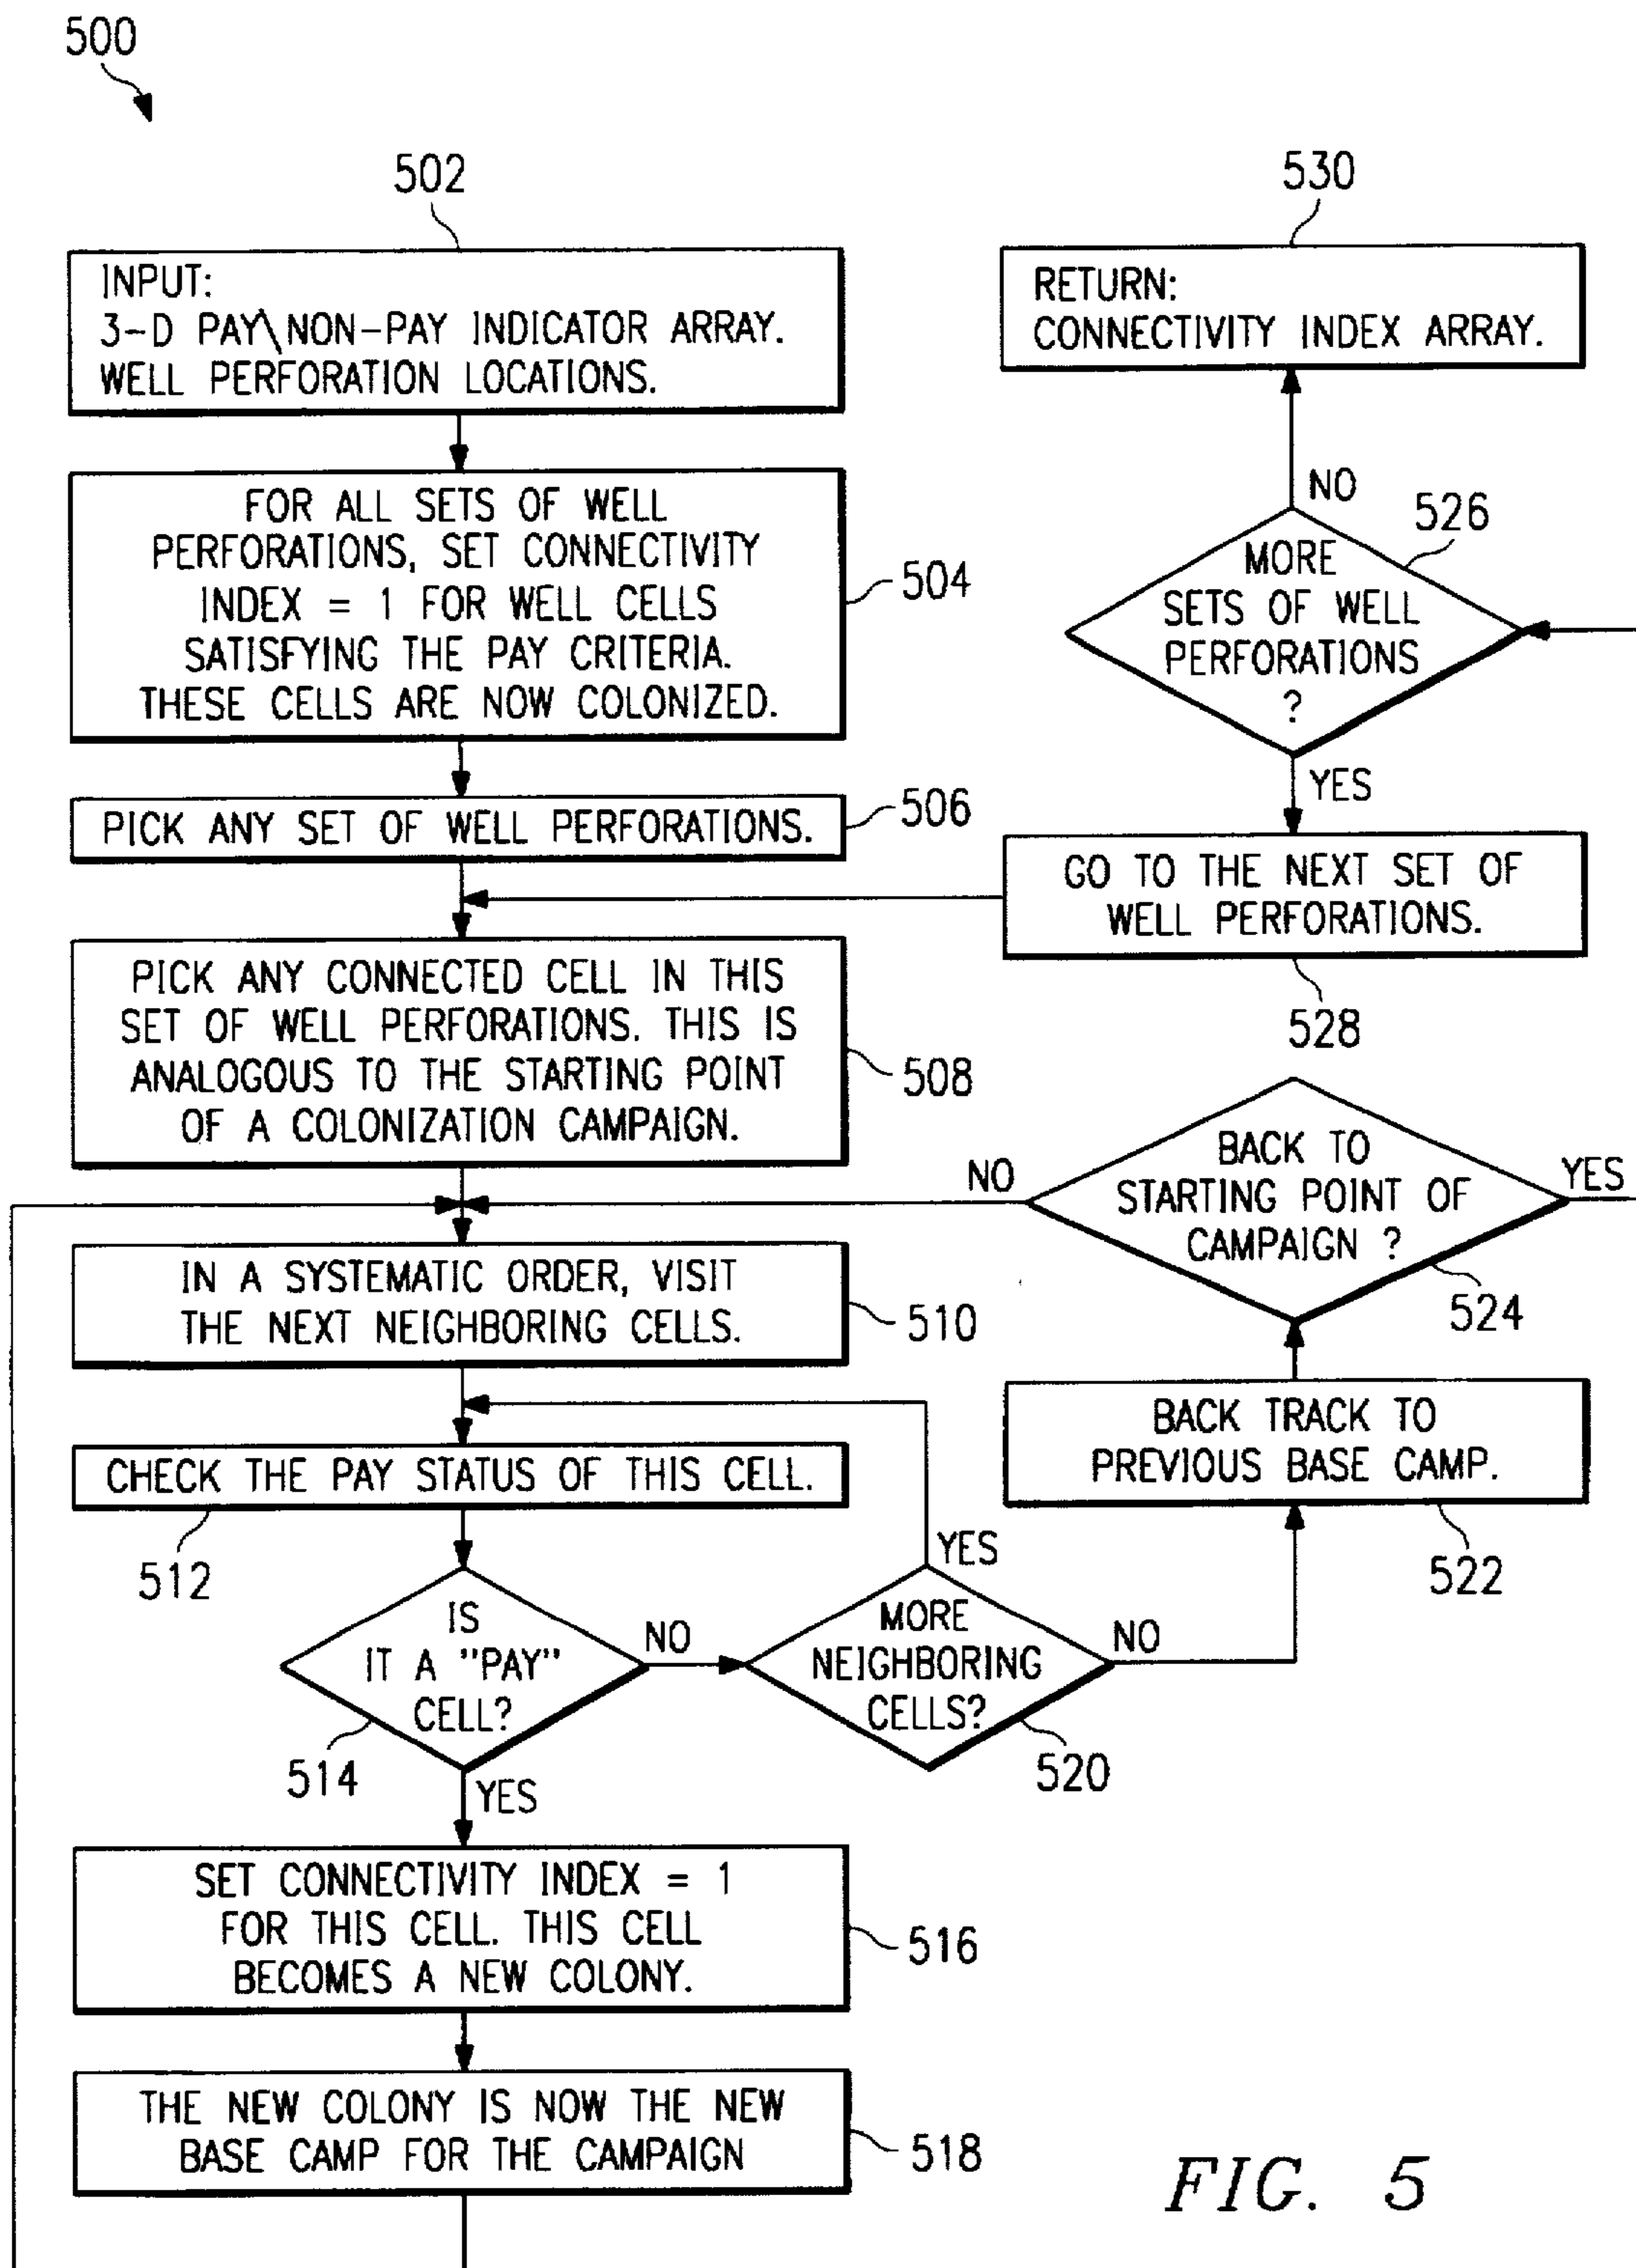 500
502
INPUT:
3-D PAY\NON-PAY INDICATOR ARRAY.
WELL PERFORATION LOCATIONS.
FOR ALL SETS OF WELL
PERFORATIONS, SET CONNECTIVITY
INDEX = 1 FOR WELL CELLS
SATISFYING THE PAY CRITERIA.
THESE CELLS ARE NOW COLONIZED.
504
PICK ANY SET OF WELL PERFORATIONS.
506
PICK ANY CONNECTED CELL IN THIS
SET OF WELL PERFORATIONS. THIS IS
ANALOGOUS TO THE STARTING POINT
OF A COLONIZATION CAMPAIGN.
508
IN A SYSTEMATIC ORDER, VISIT
THE NEXT NEIGHBORING CELLS.
510
CHECK THE PAY STATUS OF THIS CELL.
512
IS
IT A "PAY"
CELL?
514
NO
YES
SET CONNECTIVITY INDEX = 1
FOR THIS CELL. THIS CELL
BECOMES A NEW COLONY.
516
THE NEW COLONY IS NOW THE NEW
BASE CAMP FOR THE CAMPAIGN
518
MORE
NEIGHBORING
CELLS?
520
YES
NO
BACK TRACK TO
PREVIOUS BASE CAMP.
522
BACK TO
STARTING POINT OF
CAMPAIGN ?
524
NO
YES
MORE
SETS OF WELL
PERFORATIONS
?
526
NO
YES
GO TO THE NEXT SET OF
WELL PERFORATIONS.
528
530
RETURN:
CONNECTIVITY INDEX ARRAY.
FIG. 5